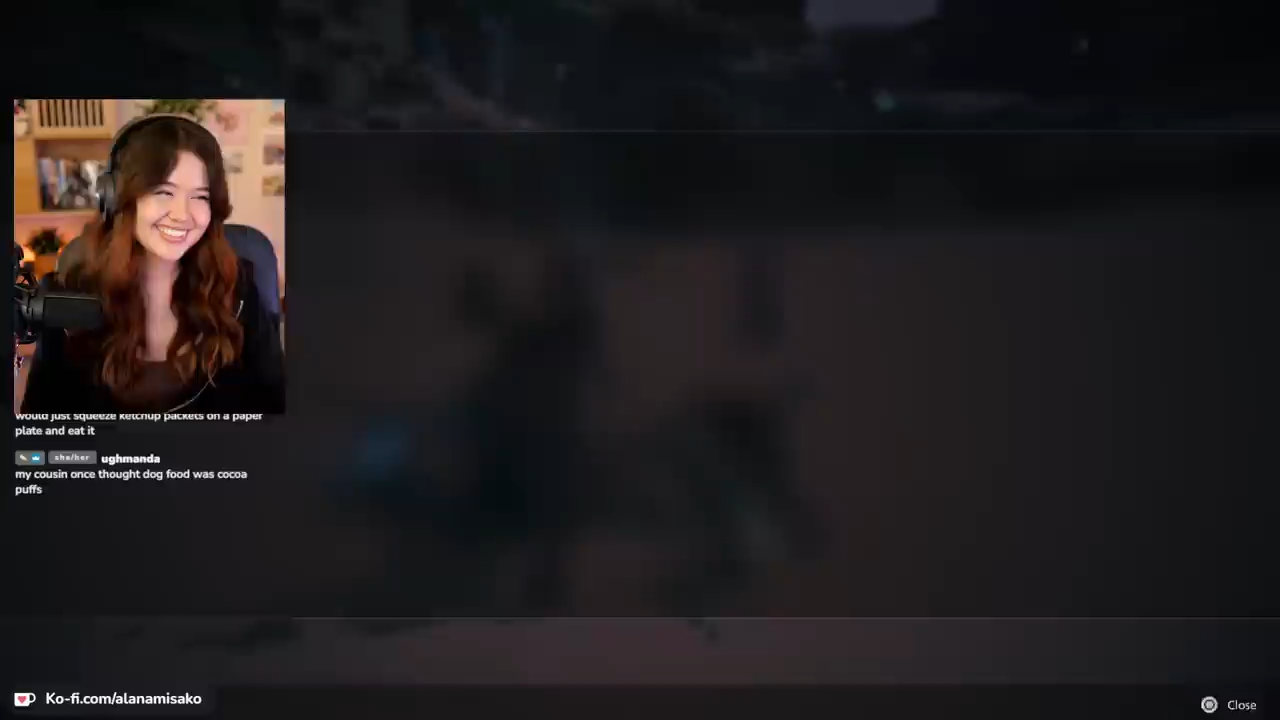 would just squeeze ketchup packets on a paper
plate and eat it
she/her ughmanda
my cousin once thought dog food was cocoa
puffs
Ko-fi.com/alanamisako
Close